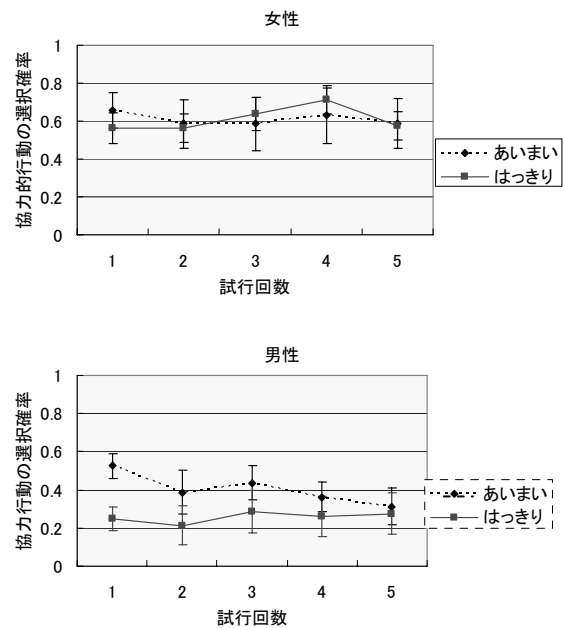 女性
協力的行動の選択確率
1
0.8
0.6
0.4
0.2
0
1 2 3 4 5
試行回数
あいまい
はっきり
男性
協力行動の選択確率
1
0.8
0.6
0.4
0.2
0
1 2 3 4 5
試行回数
あいまい
はっきり